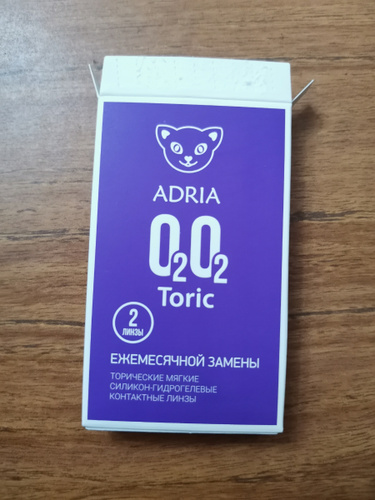 ADRIA
O2O2
Toric
2
ЛИНЗЫ
ЕЖЕМЕСЯЧНОЙ ЗАМЕНЫ
ТОРИЧЕСКИЕ МЯГКИЕ
СИЛИКОН-ГИДРОГЕЛЕВЫЕ
КОНТАКТНЫЕ ЛИНЗЫ